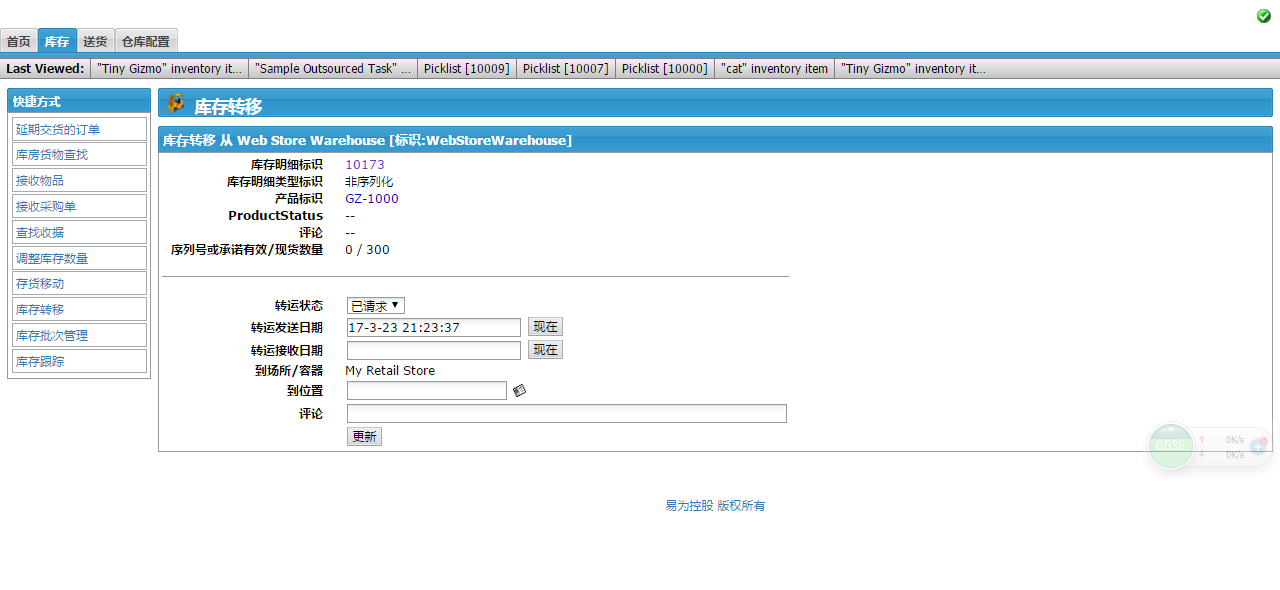 首页 库存 送货 仓库配置
Last Viewed: "Tiny Gizmo" inventory it... "Sample Outsourced Task" ... Picklist [10009] Picklist [10007] Picklist [10000] "cat" inventory item "Tiny Gizmo" inventory it...
快捷方式
延期交货的订单
库房货物查找
接收物品
接收采购单
查找收据
调整库存数量
存货移动
库存转移
库存批次管理
库存跟踪
库存转移
库存转移 从 Web Store Warehouse [标识:WebStoreWarehouse]
库存明细标识 10173
库存明细类型标识 非序列化
产品标识 GZ-1000
ProductStatus --
评论 --
序列号或承诺有效/现货数量 0 / 300
转运状态 已请求
转运发送日期 17-3-23 21:23:37 现在
转运接收日期 现在
到场所/容器 My Retail Store
到位置
评论
更新
65% 0K/s
0K/s
易为控股 版权所有